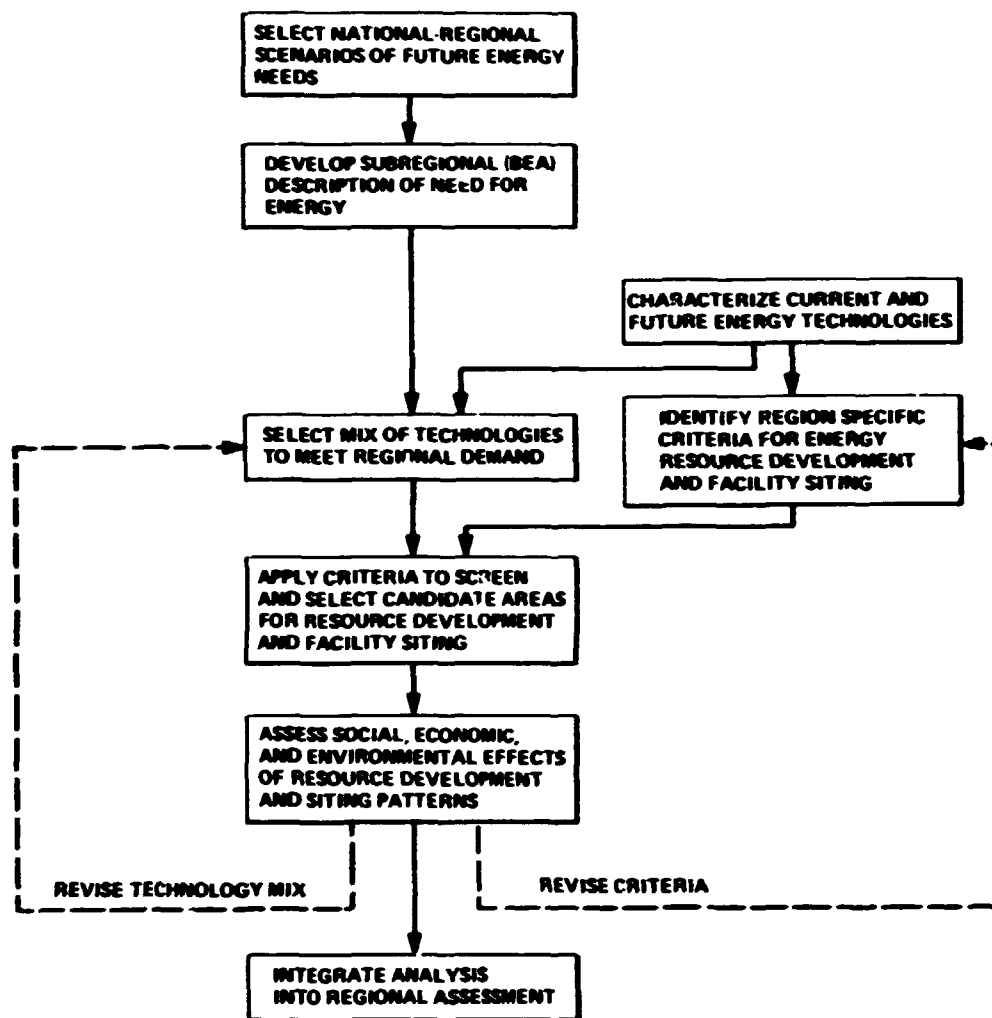 SELECT NATIONAL-REGIONAL
SCENARIOS OF FUTURE ENERGY
NEEDS
DEVELOP SUBREGIONAL (BEA)
DESCRIPTION OF NEED FOR
ENERGY
CHARACTERIZE CURRENT AND
FUTURE ENERGY TECHNOLOGIES
SELECT MIX OF TECHNOLOGIES
TO MEET REGIONAL DEMAND
IDENTIFY REGION SPECIFIC
CRITERIA FOR ENERGY
RESOURCE DEVELOPMENT
AND FACILITY SITING
APPLY CRITERIA TO SCREEN
AND SELECT CANDIDATE AREAS
FOR RESOURCE DEVELOPMENT
AND FACILITY SITING
ASSESS SOCIAL, ECONOMIC,
AND ENVIRONMENTAL EFFECTS
OF RESOURCE DEVELOPMENT
AND SITING PATTERNS
REVISE TECHNOLOGY MIX
REVISE CRITERIA
INTEGRATE ANALYSIS
INTO REGIONAL ASSESSMENT